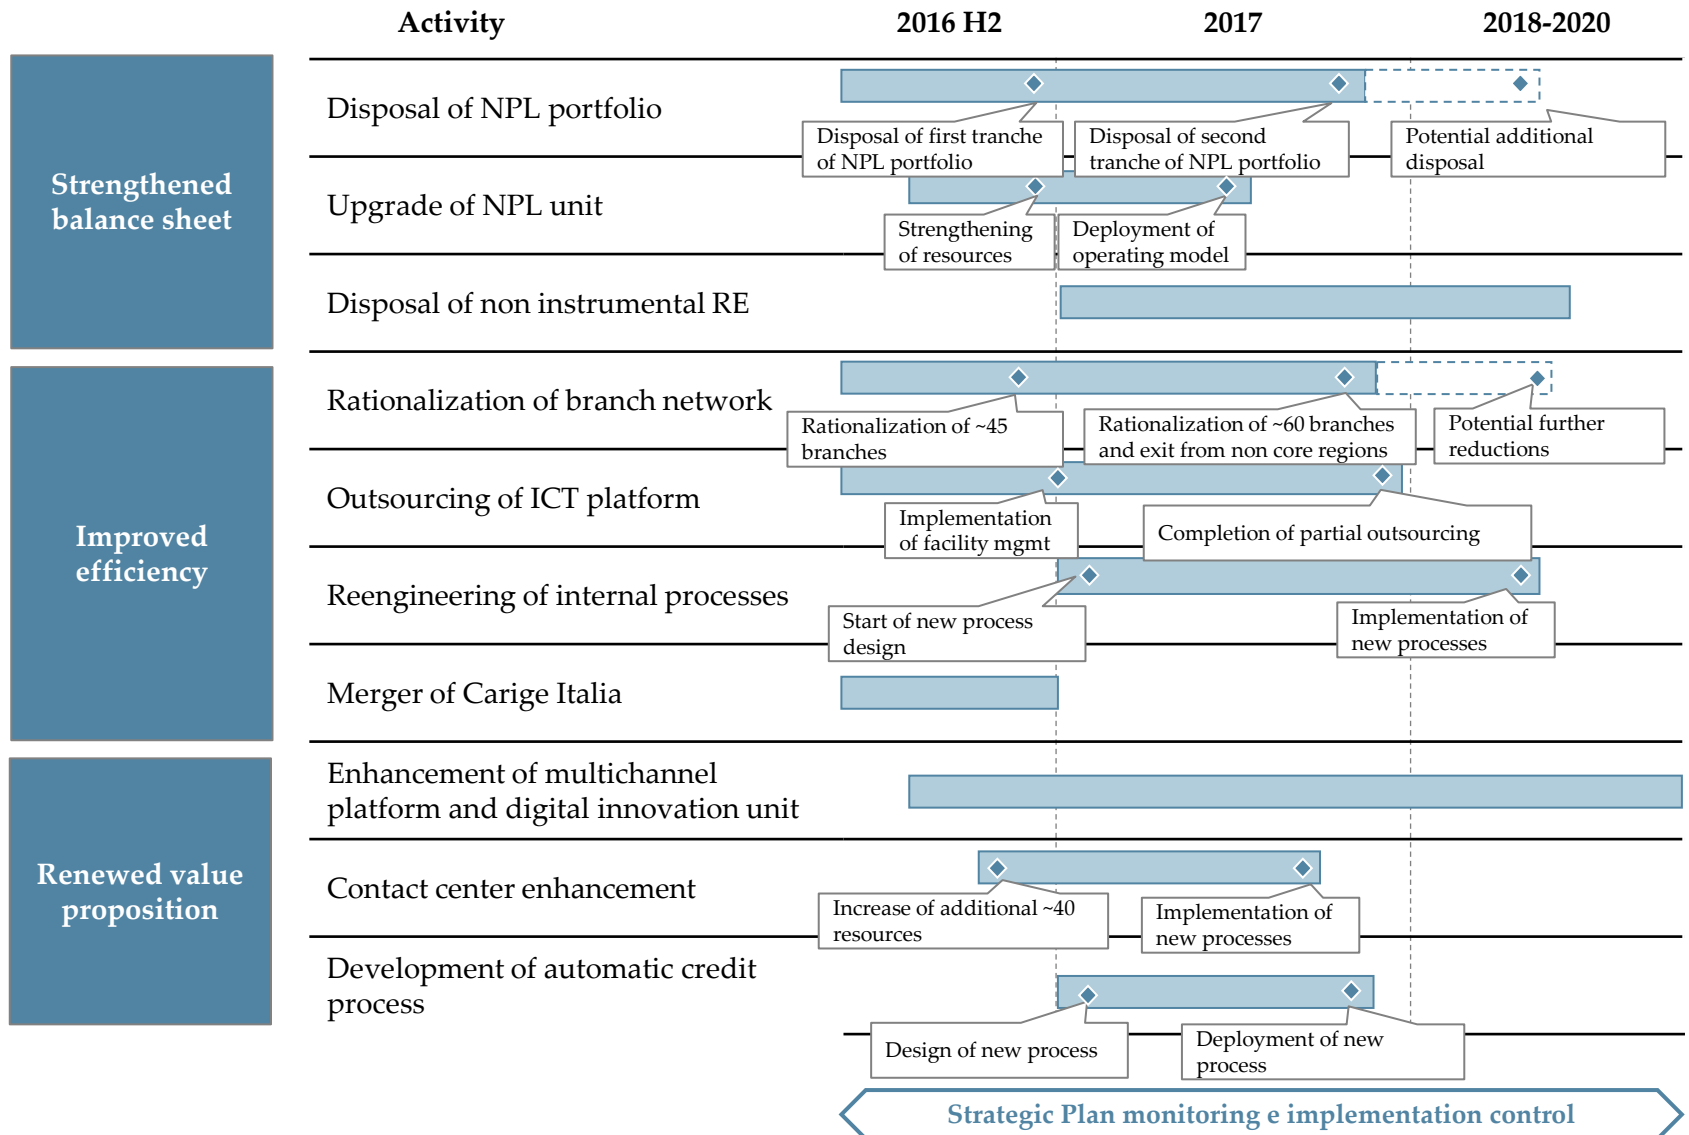 Activity
2016 H2
2017
2018-2020
Strengthened
balance sheet
Disposal of NPL portfolio
Disposal of first tranche
of NPL portfolio
Disposal of second
tranche of NPL portfolio
Potential additional
disposal
Upgrade of NPL unit
Strengthening
of resources
Deployment of
operating model
Disposal of non instrumental RE
Improved
efficiency
Rationalization of branch network
Rationalization of ~45
branches
Rationalization of ~60 branches
and exit from non core regions
Potential further
reductions
Outsourcing of ICT platform
Implementation
of facility mgmt
Completion of partial outsourcing
Reengineering of internal processes
Start of new process
design
Implementation of
new processes
Merger of Carige Italia
Renewed value
proposition
Enhancement of multichannel
platform and digital innovation unit
Contact center enhancement
Increase of additional ~40
resources
Implementation of
new processes
Development of automatic credit
process
Design of new process
Deployment of new
process
Strategic Plan monitoring e implementation control